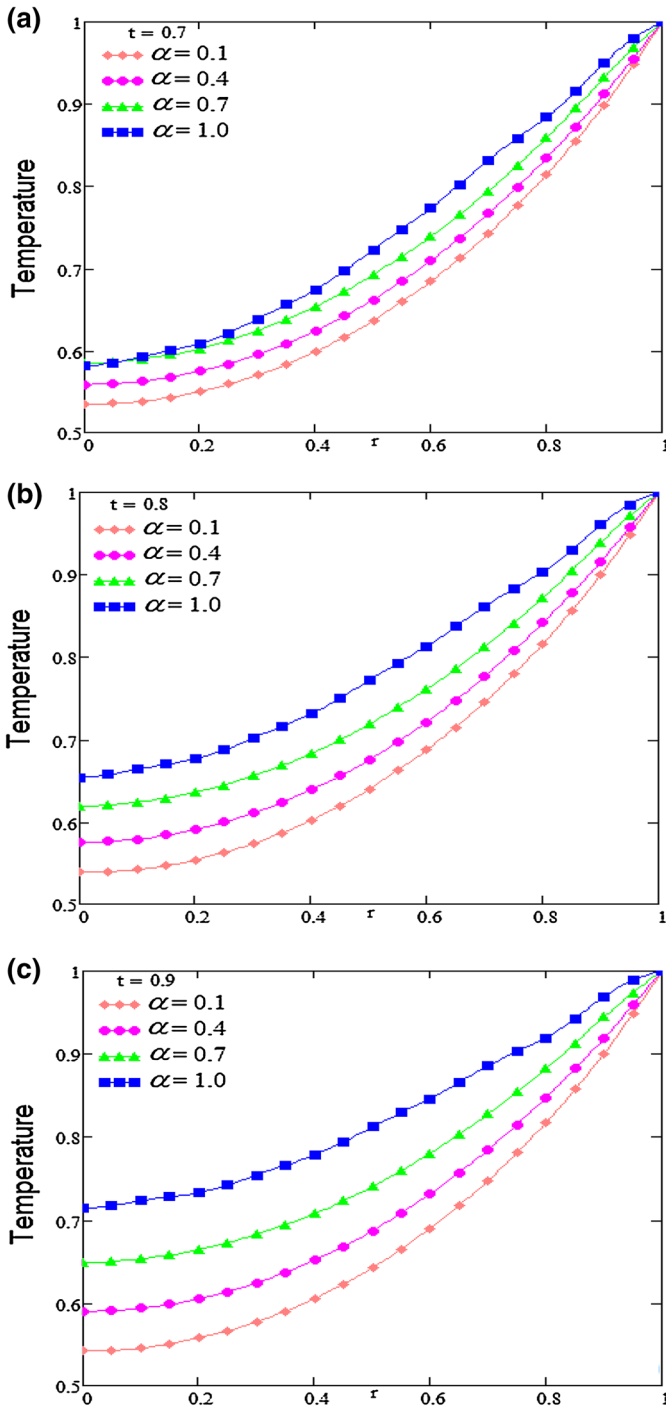 (a)
t = 0.7
α = 0.1
α = 0.4
α = 0.7
α = 1.0
Temperature
1
0.9
0.8
0.7
0.6
0.5
0
0.2
0.4
r
0.6
0.8
1
(b)
t = 0.8
α = 0.1
α = 0.4
α = 0.7
α = 1.0
Temperature
1
0.9
0.8
0.7
0.6
0.5
0
0.2
0.4
r
0.6
0.8
1
(c)
t = 0.9
α = 0.1
α = 0.4
α = 0.7
α = 1.0
Temperature
1
0.9
0.8
0.7
0.6
0.5
0
0.2
0.4
r
0.6
0.8
1